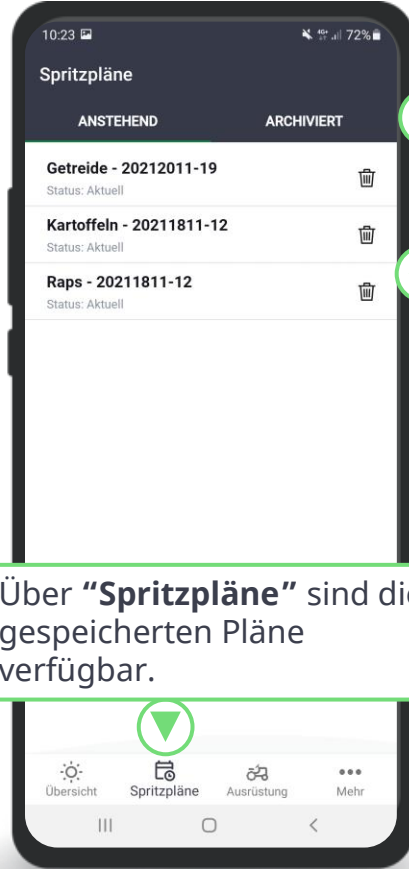 10:23 72%
Spritzpläne
ANSTEHEND ARCHIVIERT
Getreide - 20212011-19
Status: Aktuell
Kartoffeln - 20211811-12
Status: Aktuell
Raps - 20211811-12
Status: Aktuell
Über “Spritzpläne” sind die
gespeicherten Pläne
verfügbar.
Übersicht Spritzpläne Ausrüstung Mehr